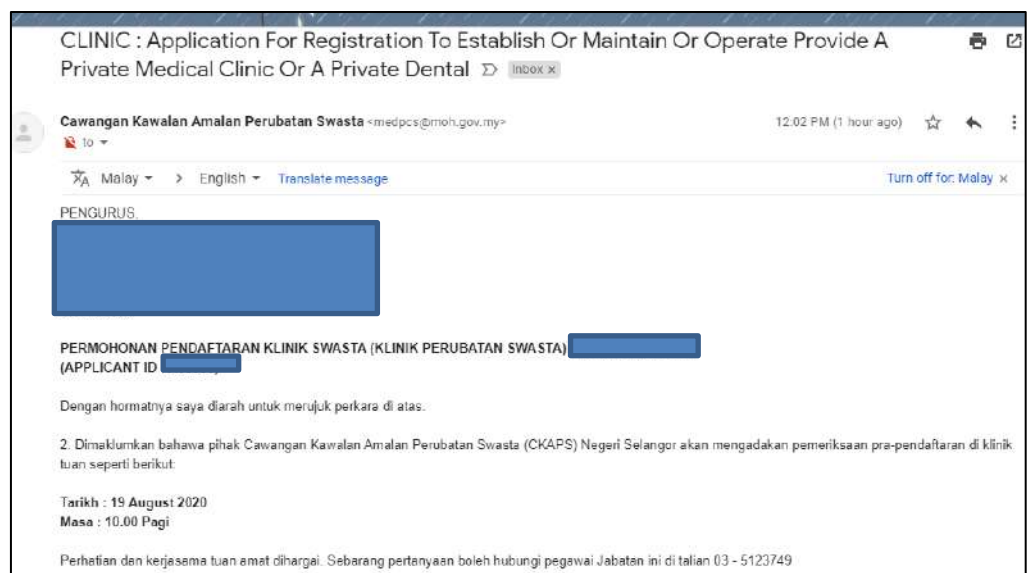 CLINIC : Application For Registration To Establish Or Maintain Or Operate Provide A
Private Medical Clinic Or A Private Dental Inbox x
Cawangan Kawalan Amalan Perubatan Swasta <medpcs@moh.gov.my> 12:02 PM (1 hour ago)
to
Malay > English Translate message Turn off for: Malay x
PENGURUS,
PERMOHONAN PENDAFTARAN KLINIK SWASTA (KLINIK PERUBATAN SWASTA)
(APPLICANT ID
Dengan hormatnya saya diarah untuk merujuk perkara di atas.
2. Dimaklumkan bahawa pihak Cawangan Kawalan Amalan Perubatan Swasta (CKAPS) Negeri Selangor akan mengadakan pemeriksaan pra-pendaftaran di klinik
tuan seperti berikut:
Tarikh : 19 August 2020
Masa : 10.00 Pagi
Perhatian dan kerjasama tuan amat dihargai. Sebarang pertanyaan boleh hubungi pegawai Jabatan ini di talian 03 - 5123749